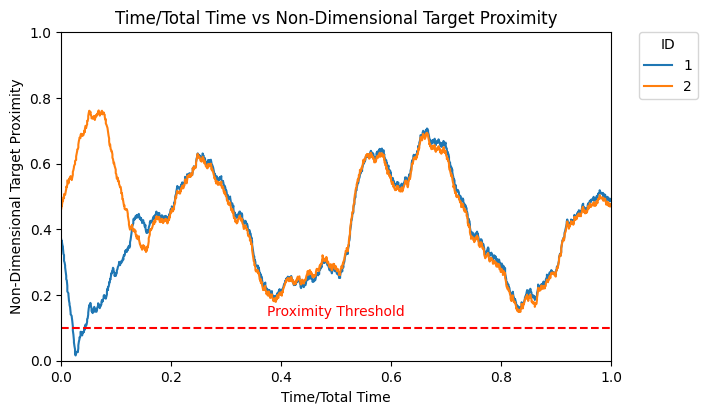 Time/Total Time vs Non-Dimensional Target Proximity
ID
1
2
Non-Dimensional Target Proximity
1.0
0.8
0.6
0.4
0.2
0.0
Proximity Threshold
0.0 0.2 0.4 0.6 0.8 1.0
Time/Total Time